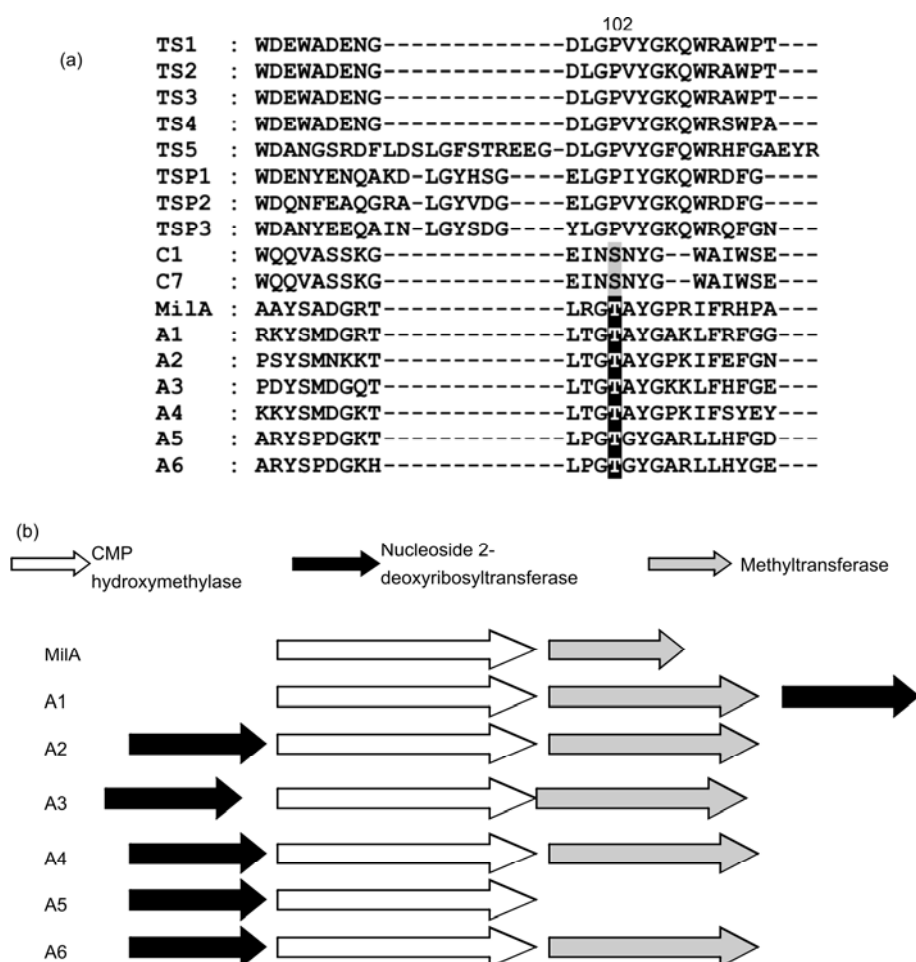 102
(a)
TS1 : WDEWADENG-------------DLGPVYGKQWRAWPT---
TS2 : WDEWADENG-------------DLGPVYGKQWRAWPT---
TS3 : WDEWADENG-------------DLGPVYGKQWRAWPT---
TS4 : WDEWADENG-------------DLGPVYGKQWRSWPA---
TS5 : WDANGSRDFLDSLGFSTREEG-DLGPVYGFQWRHFGAEYR
TSP1 : WDENYENQAKD-LGYHSG----ELGPIYGKQWRDFG----
TSP2 : WDQNFEAQGRA-LGYVDG----ELGPVYGKQWRDFG----
TSP3 : WDANYEEQAIN-LGYSDG----YLGPVYGKQWRQFGN---
C1 : WQQVASSKG-------------EINSNYG--WAIWSE---
C7 : WQQVASSKG-------------EINSNYG--WAIWSE---
MilA : AAYSADGRT-------------LRGTAYGPRIFRHPA---
A1 : RKYSMDGRT-------------LTGTAYGAKLFRFGG---
A2 : PSYSMNKKT-------------LTGTAYGPKIFEFGN---
A3 : PDYSMDGQT-------------LTGTAYGKKLFHFGE---
A4 : KKYSMDGKT-------------LTGTAYGPKIFSYEY---
A5 : ARYSPDGKT-------------LPGTGYGARLLHFGD---
A6 : ARYSPDGKH-------------LPGTGYGARLLHYGE---
(b)
CMP
hydroxymethylase
Nucleoside 2-
deoxyribosyltransferase
Methyltransferase
MilA
A1
A2
A3
A4
A5
A6